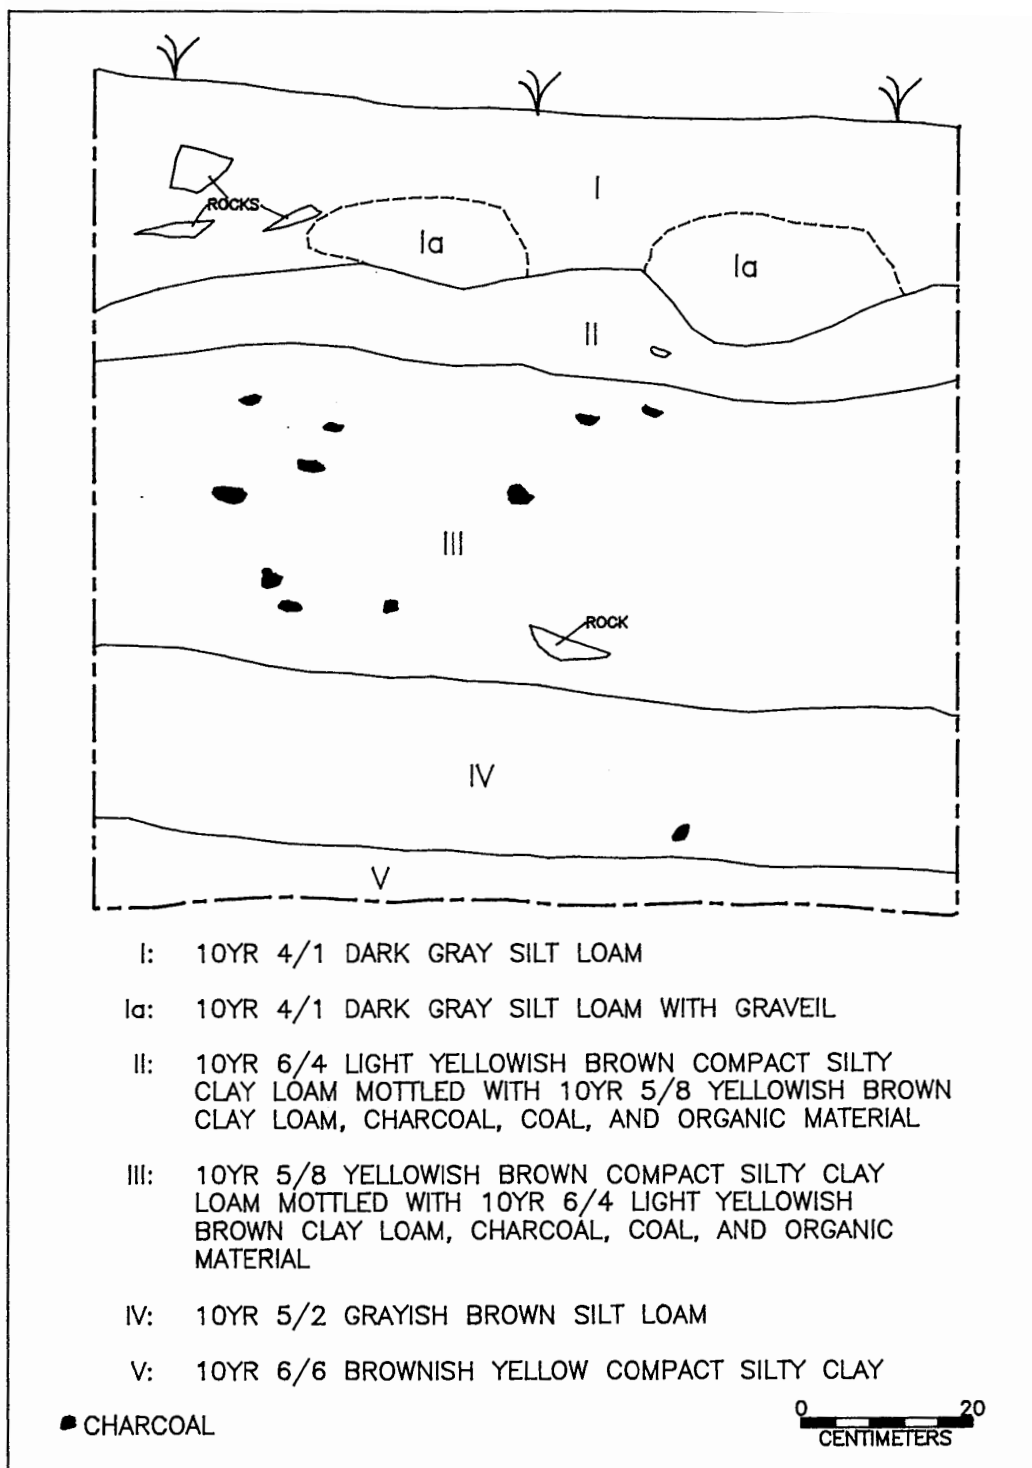 I
ROCKS
Ia
Ia
II
III
ROCK
IV
V
I: 10YR 4/1 DARK GRAY SILT LOAM
Ia: 10YR 4/1 DARK GRAY SILT LOAM WITH GRAVEIL
II: 10YR 6/4 LIGHT YELLOWISH BROWN COMPACT SILTY
CLAY LOAM MOTTLED WITH 10YR 5/8 YELLOWISH BROWN
CLAY LOAM, CHARCOAL, COAL, AND ORGANIC MATERIAL
III: 10YR 5/8 YELLOWISH BROWN COMPACT SILTY CLAY
LOAM MOTTLED WITH 10YR 6/4 LIGHT YELLOWISH
BROWN CLAY LOAM, CHARCOAL, COAL, AND ORGANIC
MATERIAL
IV: 10YR 5/2 GRAYISH BROWN SILT LOAM
V: 10YR 6/6 BROWNISH YELLOW COMPACT SILTY CLAY
CHARCOAL
0 20
CENTIMETERS